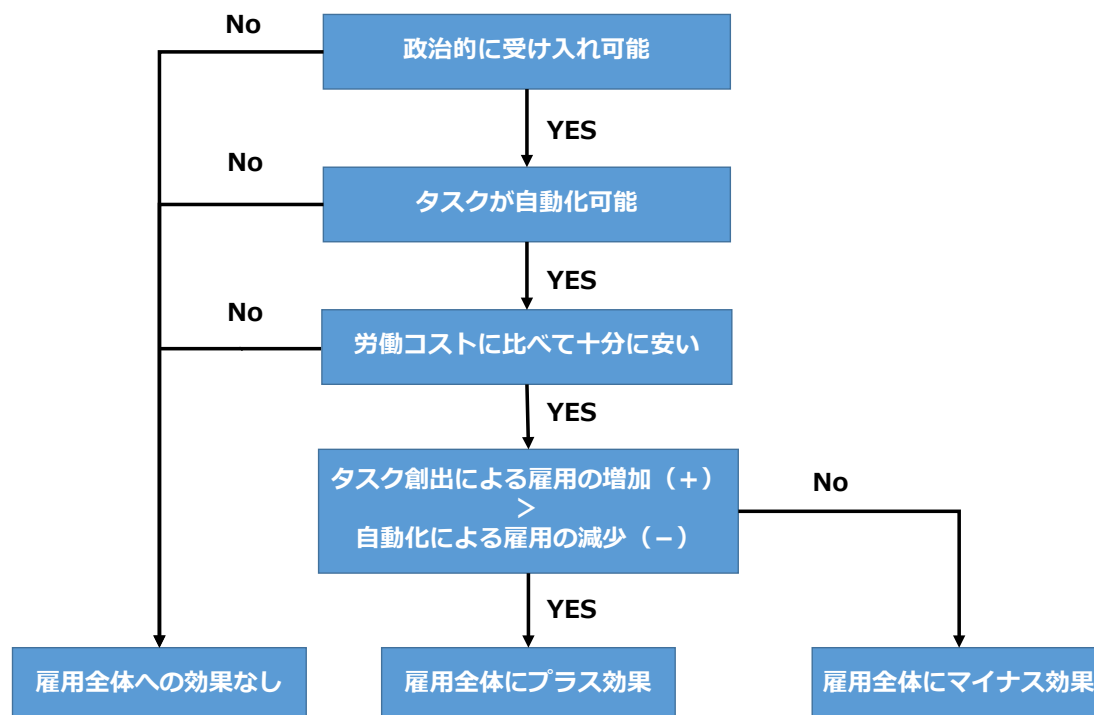 No
政治的に受け入れ可能
YES
No
タスクが自動化可能
YES
No
労働コストに比べて十分に安い
YES
タスク創出による雇用の増加（＋）
＞
自動化による雇用の減少（－）
No
YES
雇用全体への効果なし
雇用全体にプラス効果
雇用全体にマイナス効果